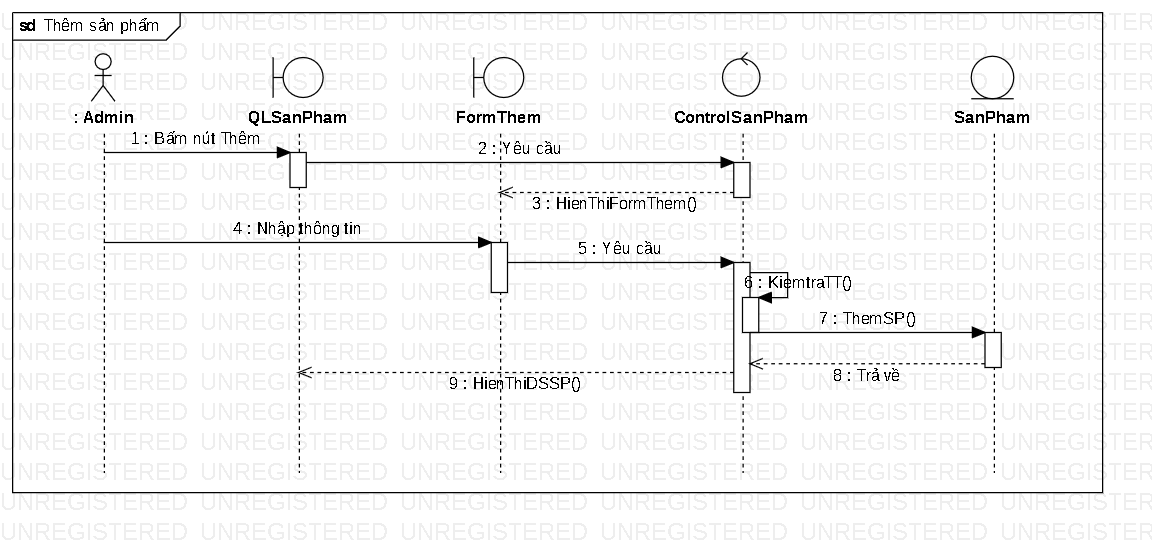 sd Thêm sản phẩm
: Admin
QLSanPham
FormThem
ControlSanPham
SanPham
1 : Bấm nút Thêm
2 : Yêu cầu
3 : HienThiFormThem()
4 : Nhập thông tin
5 : Yêu cầu
6 : KiemtraTT()
7 : ThemSP()
8 : Trả về
9 : HienThiDSSP()
UNREGISTERED